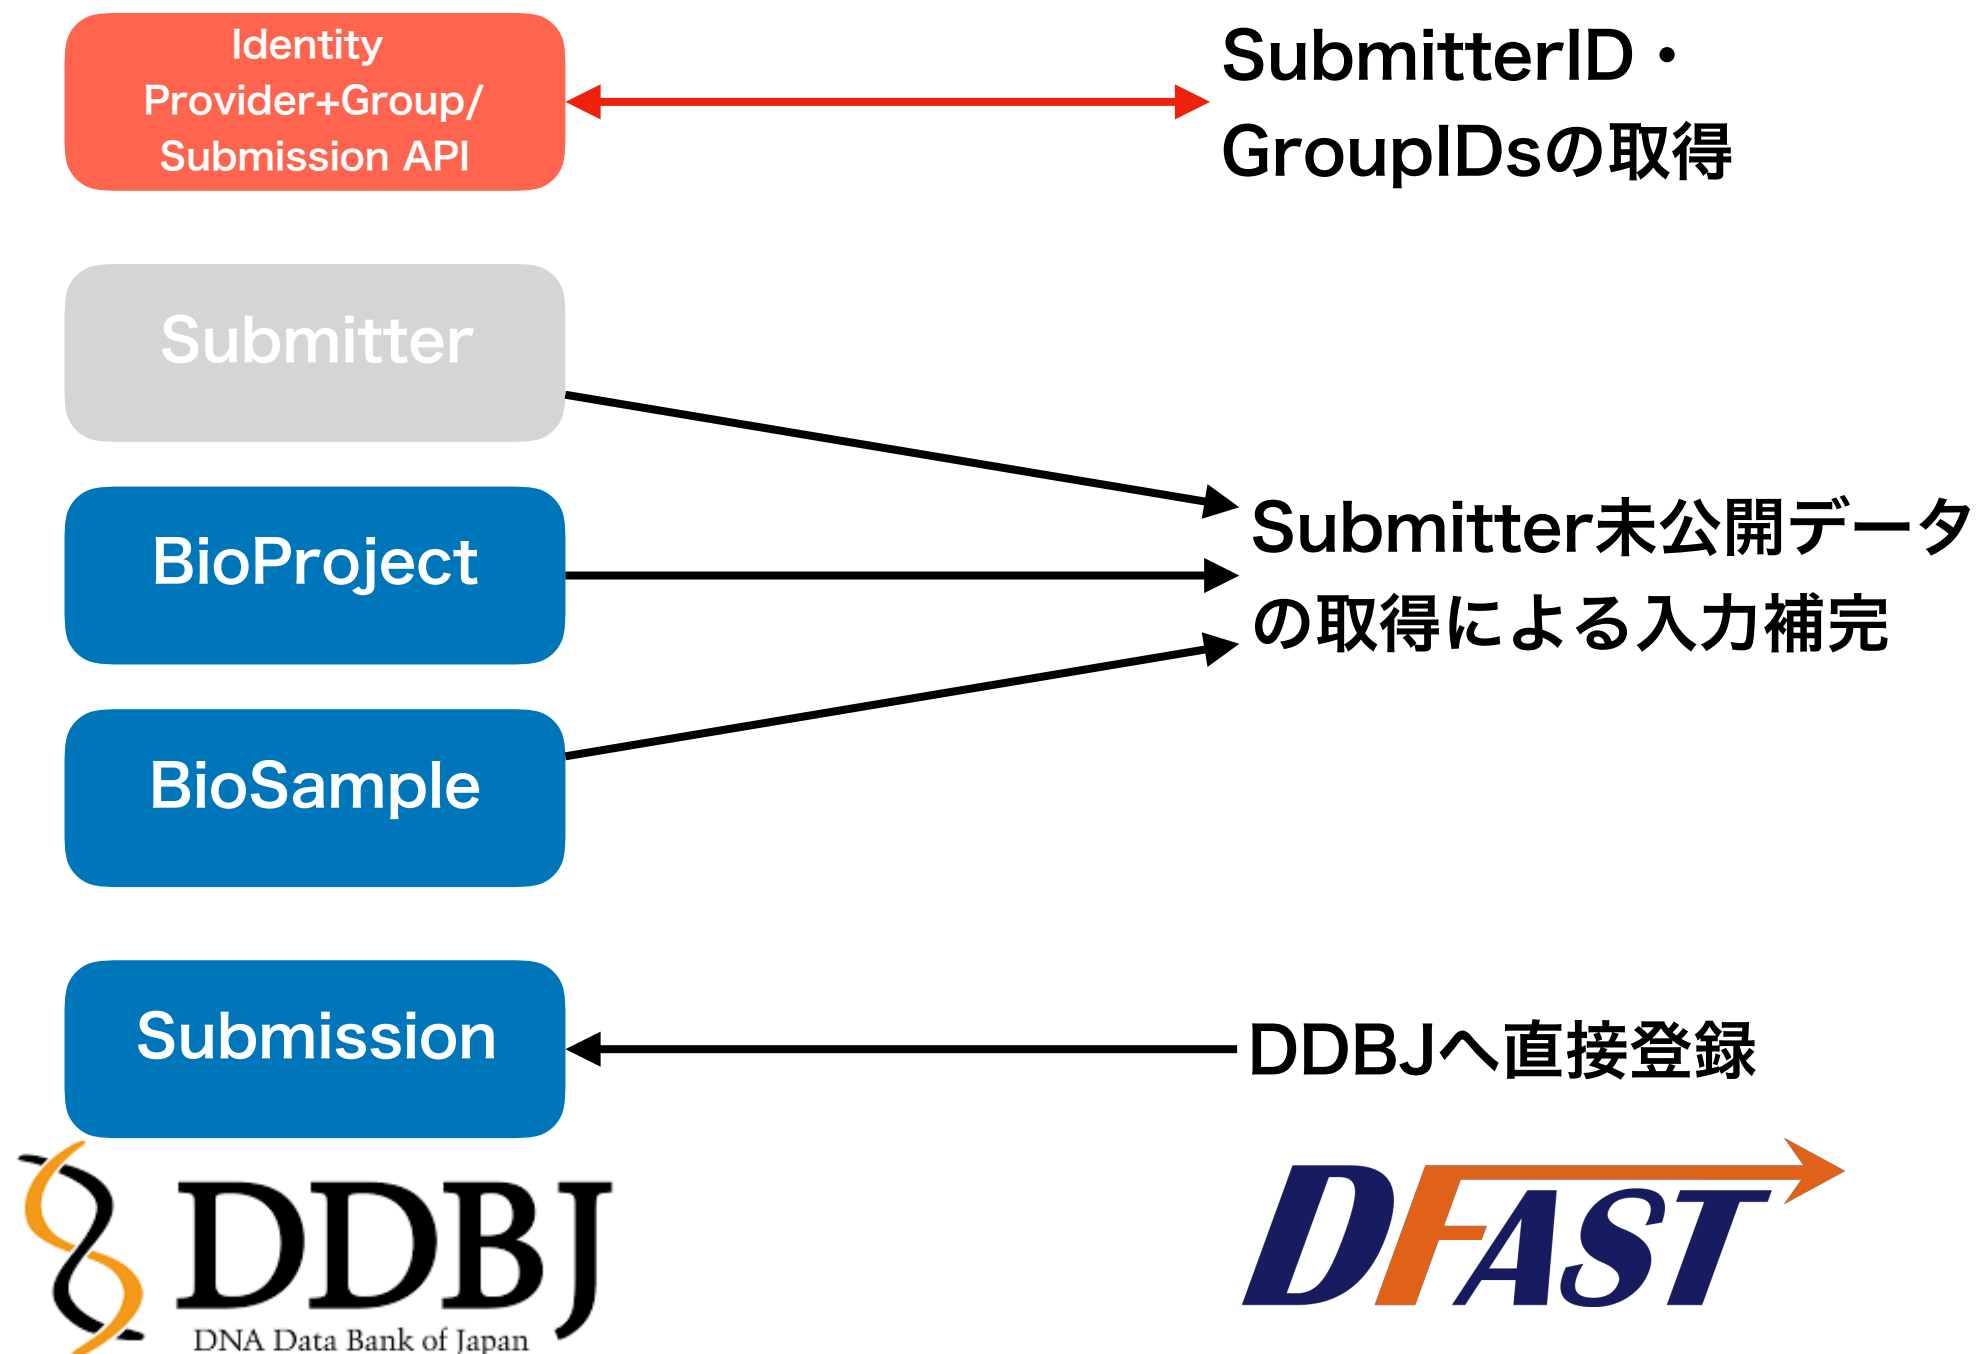 Identity
Provider+Group/
Submission API
SubmitterID・
GroupIDsの取得
Submitter
BioProject
BioSample
Submitter未公開データ
の取得による入力補完
Submission
DDBJへ直接登録
DDBJ
DNA Data Bank of Japan
DFAST